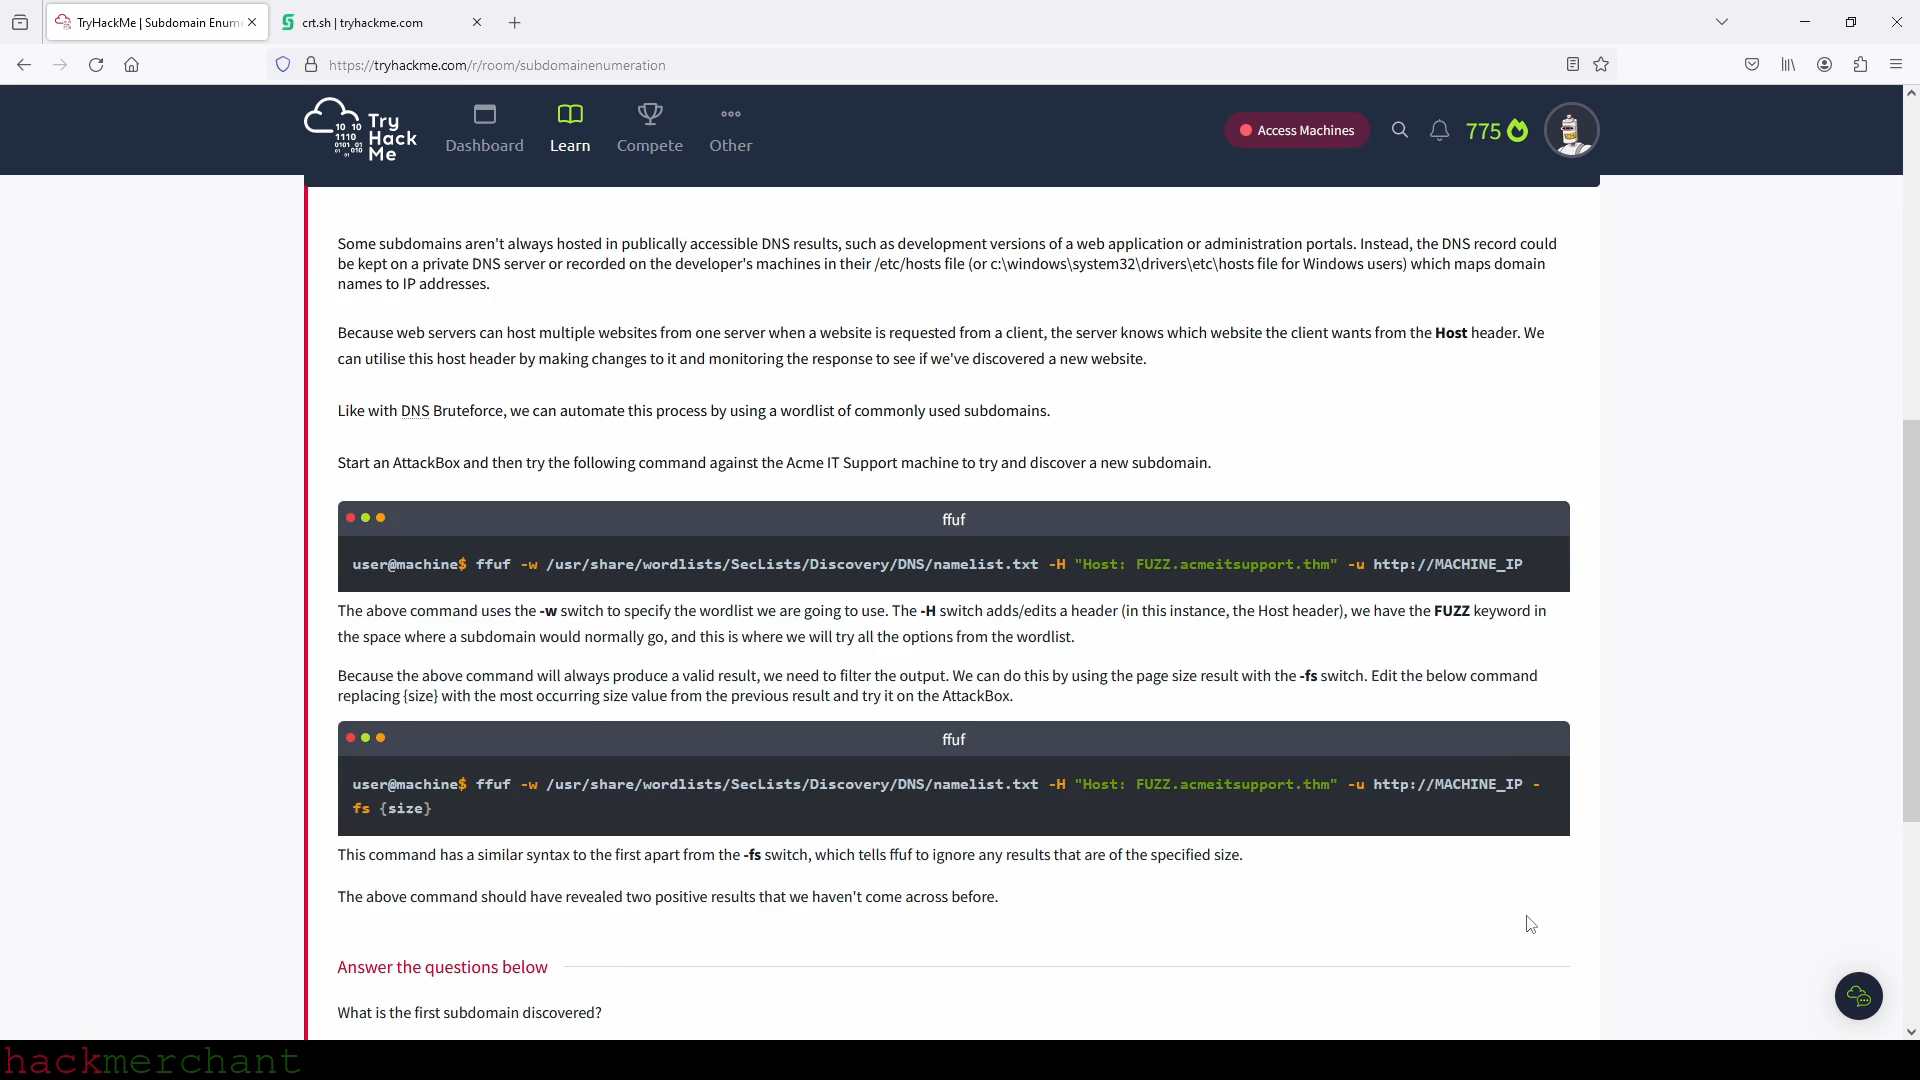 TryHackMe | Subdomain Enum
crt.sh | tryhackme.com
https://tryhackme.com/r/room/subdomainenumeration
Try
Hack
Me
10 10
1110
0101 01
01 010
Dashboard
Learn
Compete
Other
Access Machines
775
Some subdomains aren't always hosted in publically accessible DNS results, such as development versions of a web application or administration portals. Instead, the DNS record could
be kept on a private DNS server or recorded on the developer's machines in their /etc/hosts file (or c:\windows\system32\drivers\etc\hosts file for Windows users) which maps domain
names to IP addresses.
Because web servers can host multiple websites from one server when a website is requested from a client, the server knows which website the client wants from the Host header. We
can utilise this host header by making changes to it and monitoring the response to see if we've discovered a new website.
Like with DNS Bruteforce, we can automate this process by using a wordlist of commonly used subdomains.
Start an AttackBox and then try the following command against the Acme IT Support machine to try and discover a new subdomain.
ffuf
user@machine$ ffuf -w /usr/share/wordlists/SecLists/Discovery/DNS/namelist.txt -H "Host: FUZZ.acmeitsupport.thm" -u http://MACHINE_IP
The above command uses the -w switch to specify the wordlist we are going to use. The -H switch adds/edits a header (in this instance, the Host header), we have the FUZZ keyword in
the space where a subdomain would normally go, and this is where we will try all the options from the wordlist.
Because the above command will always produce a valid result, we need to filter the output. We can do this by using the page size result with the -fs switch. Edit the below command
replacing {size} with the most occurring size value from the previous result and try it on the AttackBox.
ffuf
user@machine$ ffuf -w /usr/share/wordlists/SecLists/Discovery/DNS/namelist.txt -H "Host: FUZZ.acmeitsupport.thm" -u http://MACHINE_IP -
fs {size}
This command has a similar syntax to the first apart from the -fs switch, which tells ffuf to ignore any results that are of the specified size.
The above command should have revealed two positive results that we haven't come across before.
Answer the questions below
What is the first subdomain discovered?
hackmerchant